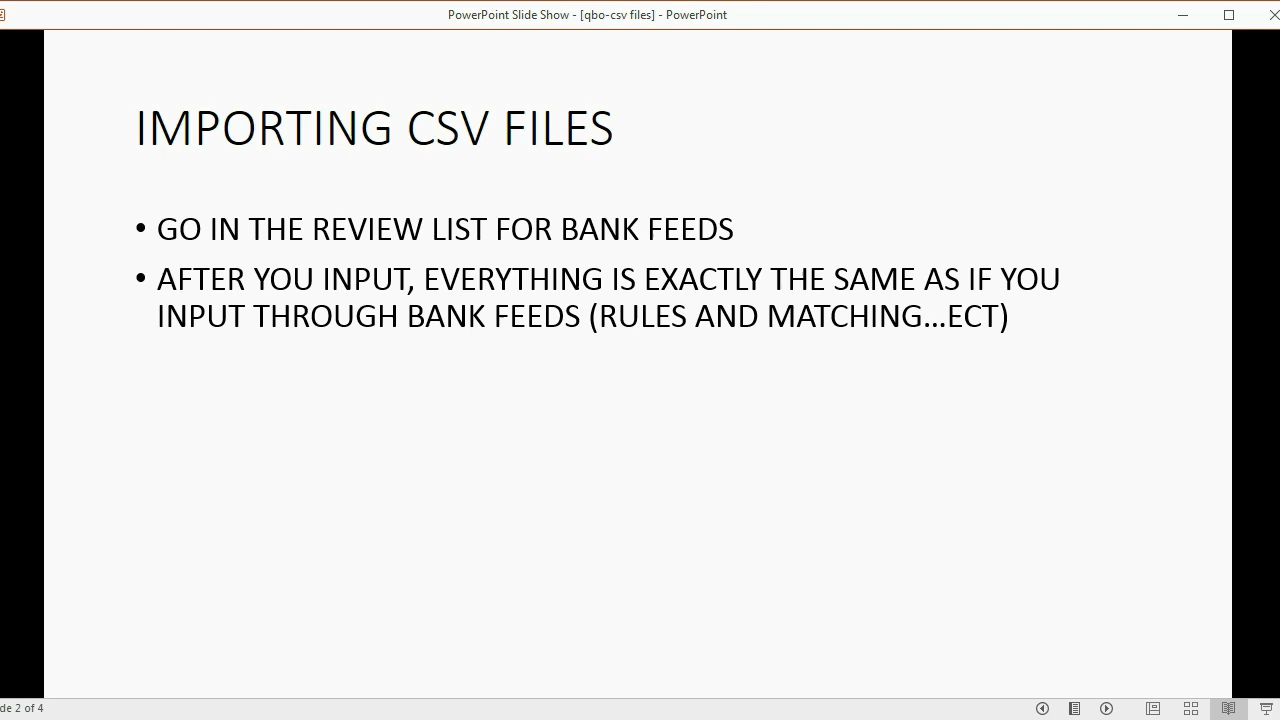 PowerPoint Slide Show - [qbo-csv files] - PowerPoint
IMPORTING CSV FILES
• GO IN THE REVIEW LIST FOR BANK FEEDS
• AFTER YOU INPUT, EVERYTHING IS EXACTLY THE SAME AS IF YOU
INPUT THROUGH BANK FEEDS (RULES AND MATCHING...ECT)
de 2 of 4